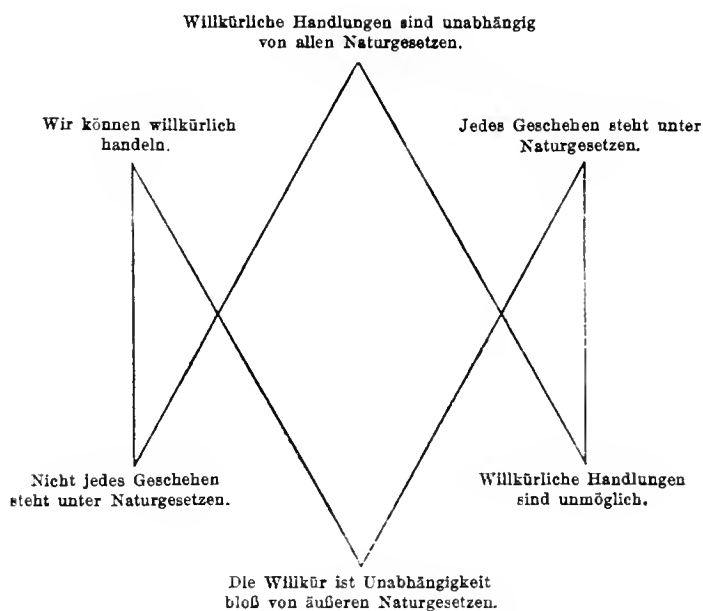 Willkürliche Handlungen sind unabhängig
von allen Naturgesetzen.
Wir können willkürlich
handeln.
Jedes Geschehen steht unter
Naturgesetzen.
Nicht jedes Geschehen
steht unter Naturgesetzen.
Willkürliche Handlungen
sind unmöglich.
Die Willkür ist Unabhängigkeit
bloß von äußeren Naturgesetzen.